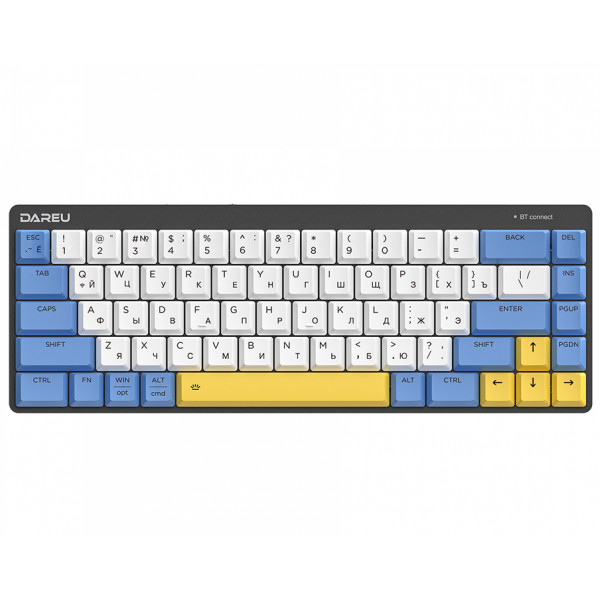 DAREU
BT connect
ESC ~ Ё ! 1 @ " 2 #№ 3 $ ; 4 % 5 ^ : 6 & ? 7 * 8 ( 9 ) 0 — - + = BACK DEL
TAB Q Й W Ц E У R К T Е Y Н U Г I Ш O Щ P З { [ Х } ] Ъ | / \ INS
CAPS A Ф S Ы D В F А G П H Р J О K Л L Д : ; Ж " ' Э ENTER PGUP
SHIFT Z Я X Ч C С V М B И N Т M Ь < , Б > . Ю ? / . SHIFT ↑ PGDN
CTRL FN WIN opt ALT cmd ALT CTRL ← ↓ →